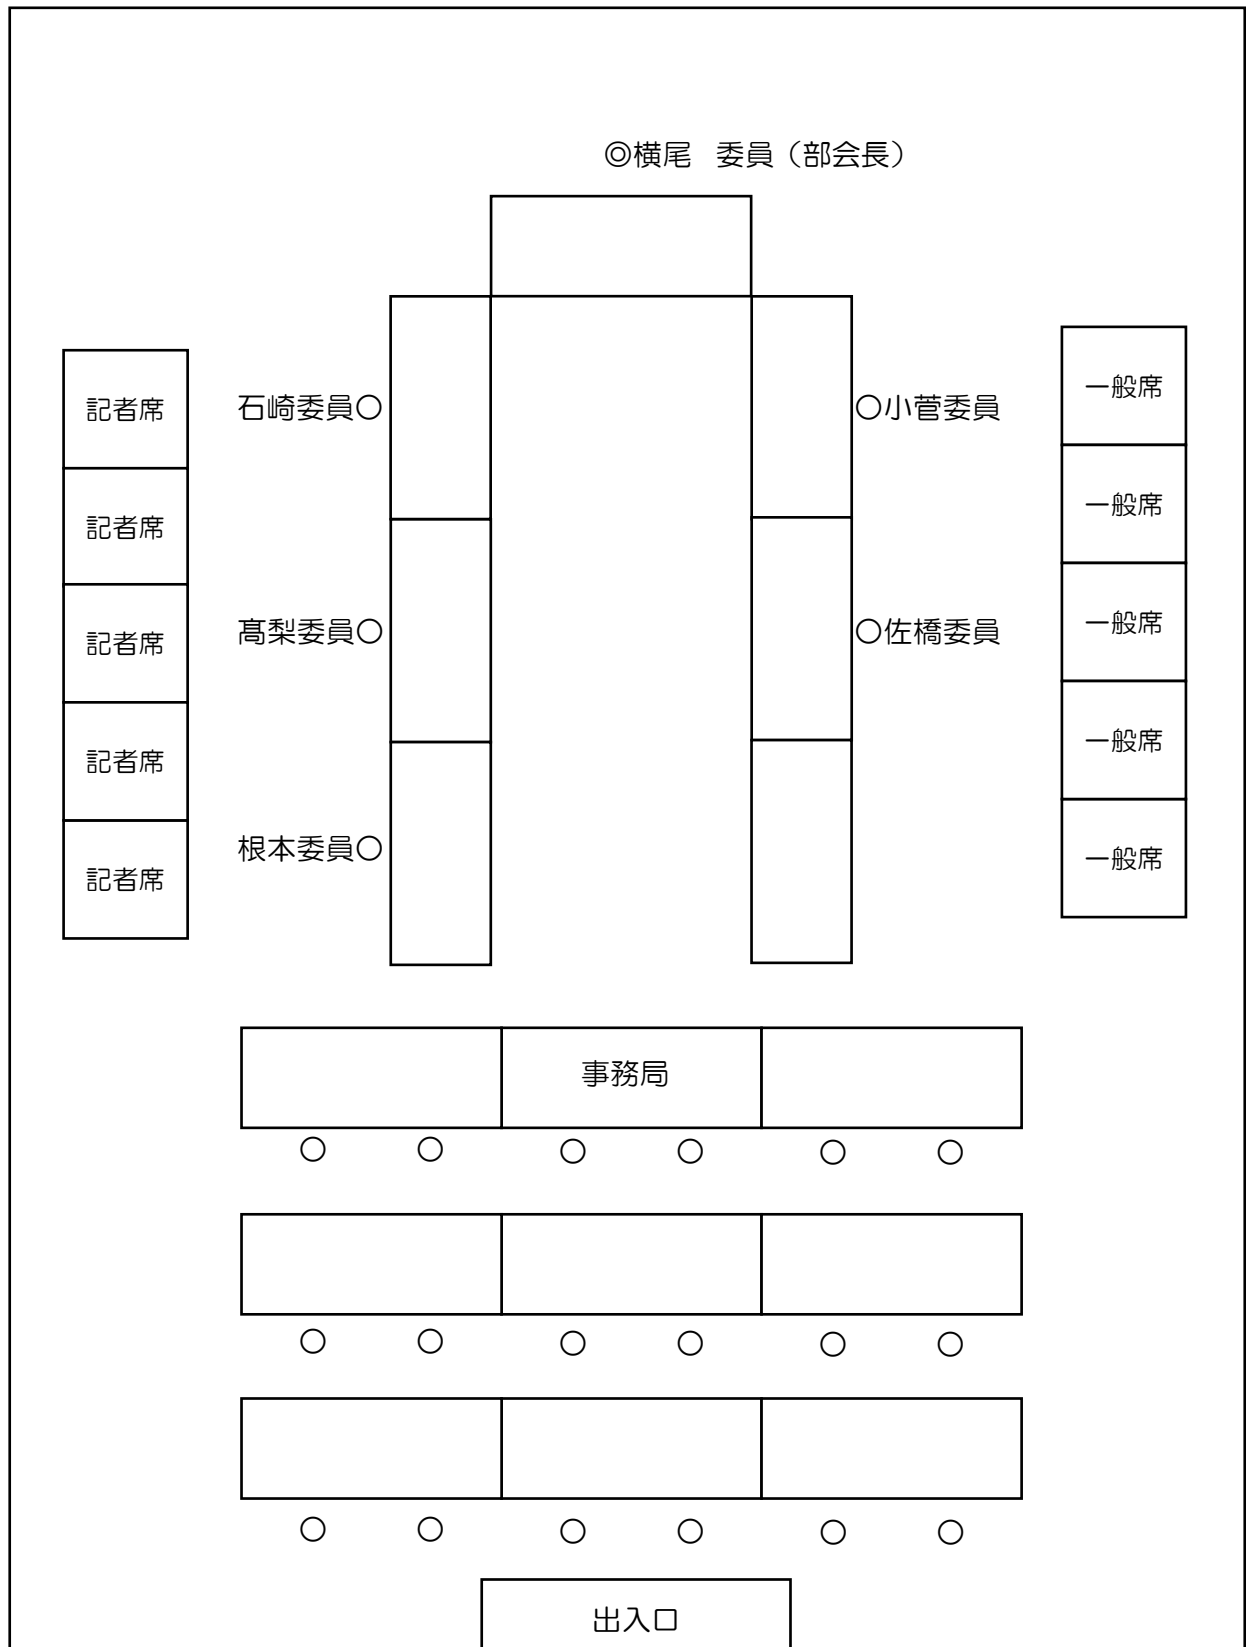 ◎横尾 委員（部会長）
石崎委員○
○小菅委員
髙梨委員○
○佐橋委員
根本委員○
記者席
記者席
記者席
記者席
記者席
一般席
一般席
一般席
一般席
一般席
事務局
○ ○ ○ ○ ○ ○
○ ○ ○ ○ ○ ○
○ ○ ○ ○ ○ ○
出入口